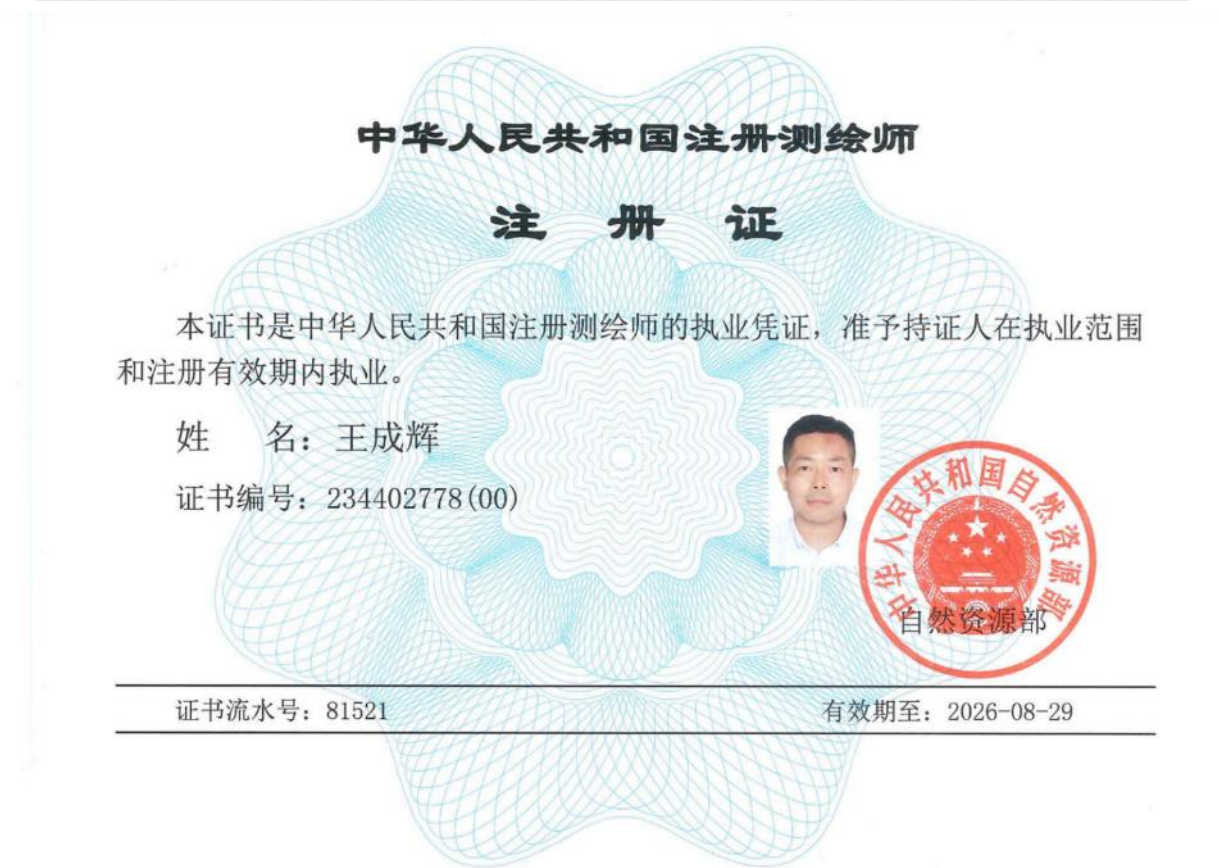 中华人民共和国注册测绘师
注 册 证
本证书是中华人民共和国注册测绘师的执业凭证，准予持证人在执业范围
和注册有效期内执业。
姓 名：王成辉
证书编号：234402778(00)
中华人民共和国自然资源部
自然资源部
证书流水号：81521
有效期至：2026-08-29